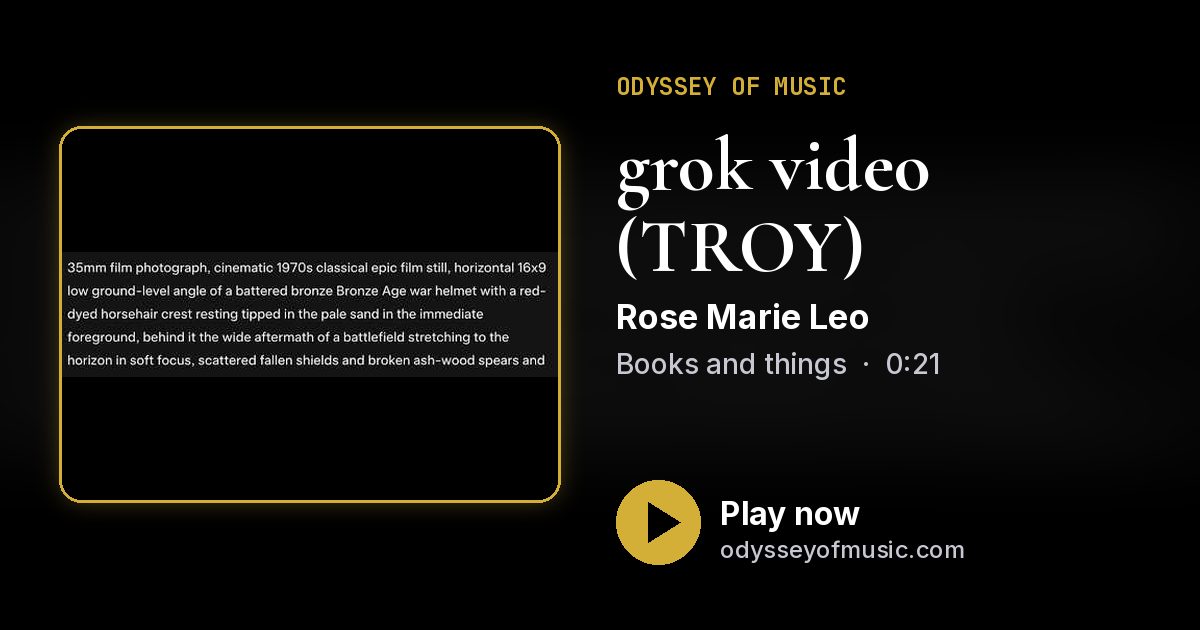 35mm film photograph, cinematic 1970s classical epic film still, horizontal 16x9
low ground-level angle of a battered bronze Bronze Age war helmet with a red-
dyed horsehair crest resting tipped in the pale sand in the immediate
foreground, behind it the wide aftermath of a battlefield stretching to the
horizon in soft focus, scattered fallen shields and broken ash-wood spears and
ODYSSEY OF MUSIC
grok video
(TROY)
Rose Marie Leo
Books and things · 0:21
Play now
odysseyofmusic.com